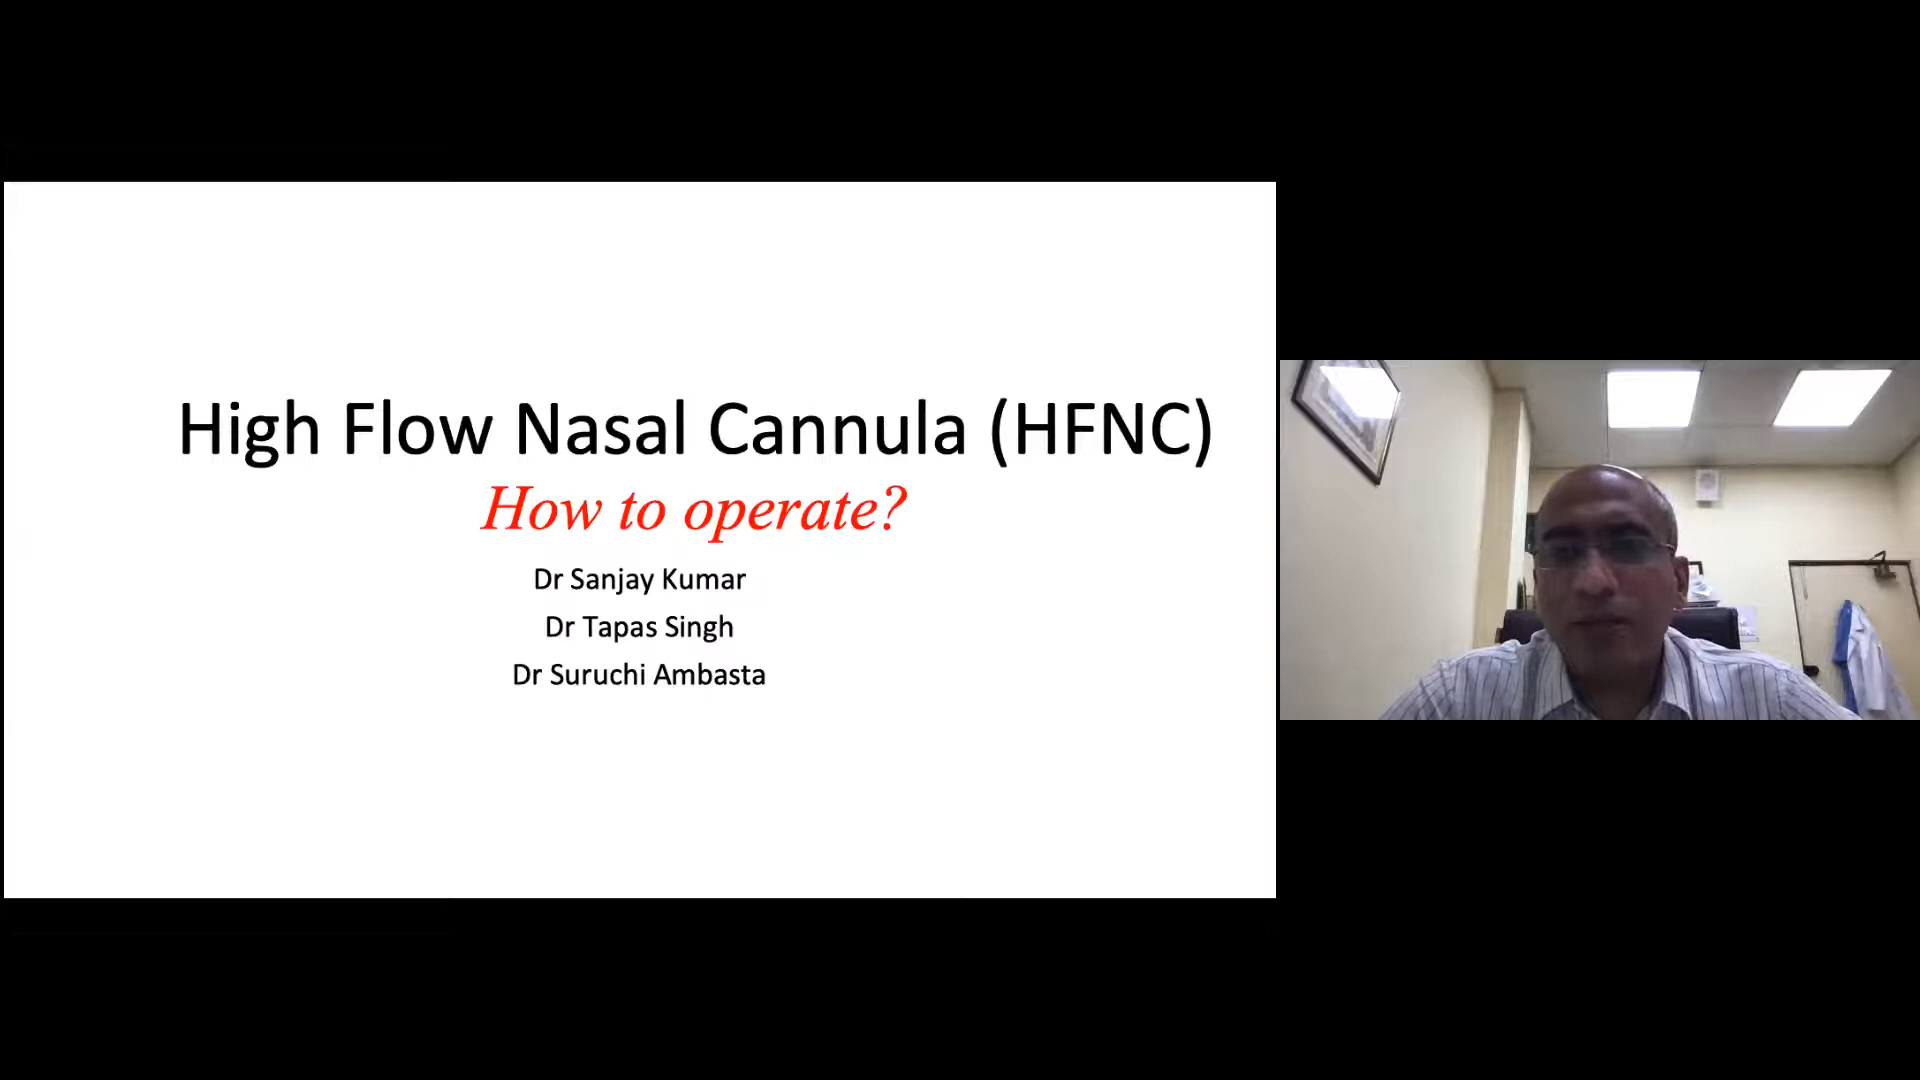 High Flow Nasal Cannula (HFNC)
How to operate?
Dr Sanjay Kumar
Dr Tapas Singh
Dr Suruchi Ambasta